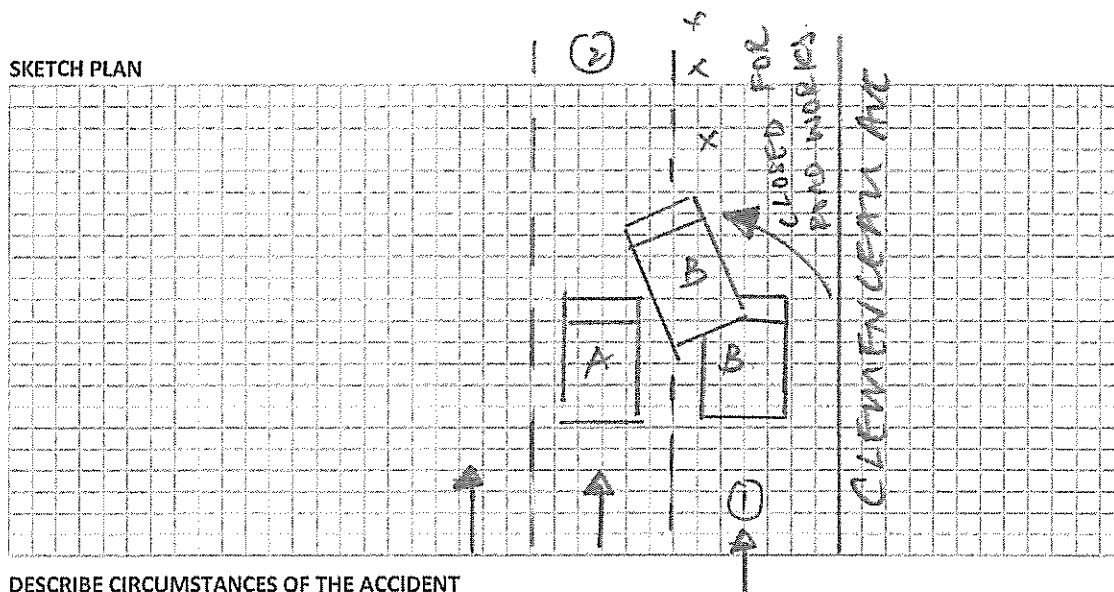 SKETCH PLAN
②
CLOSED FOR
ROAD WORKS
CLEMENCEAU AVE
B
A
B
①
DESCRIBE CIRCUMSTANCES OF THE ACCIDENT